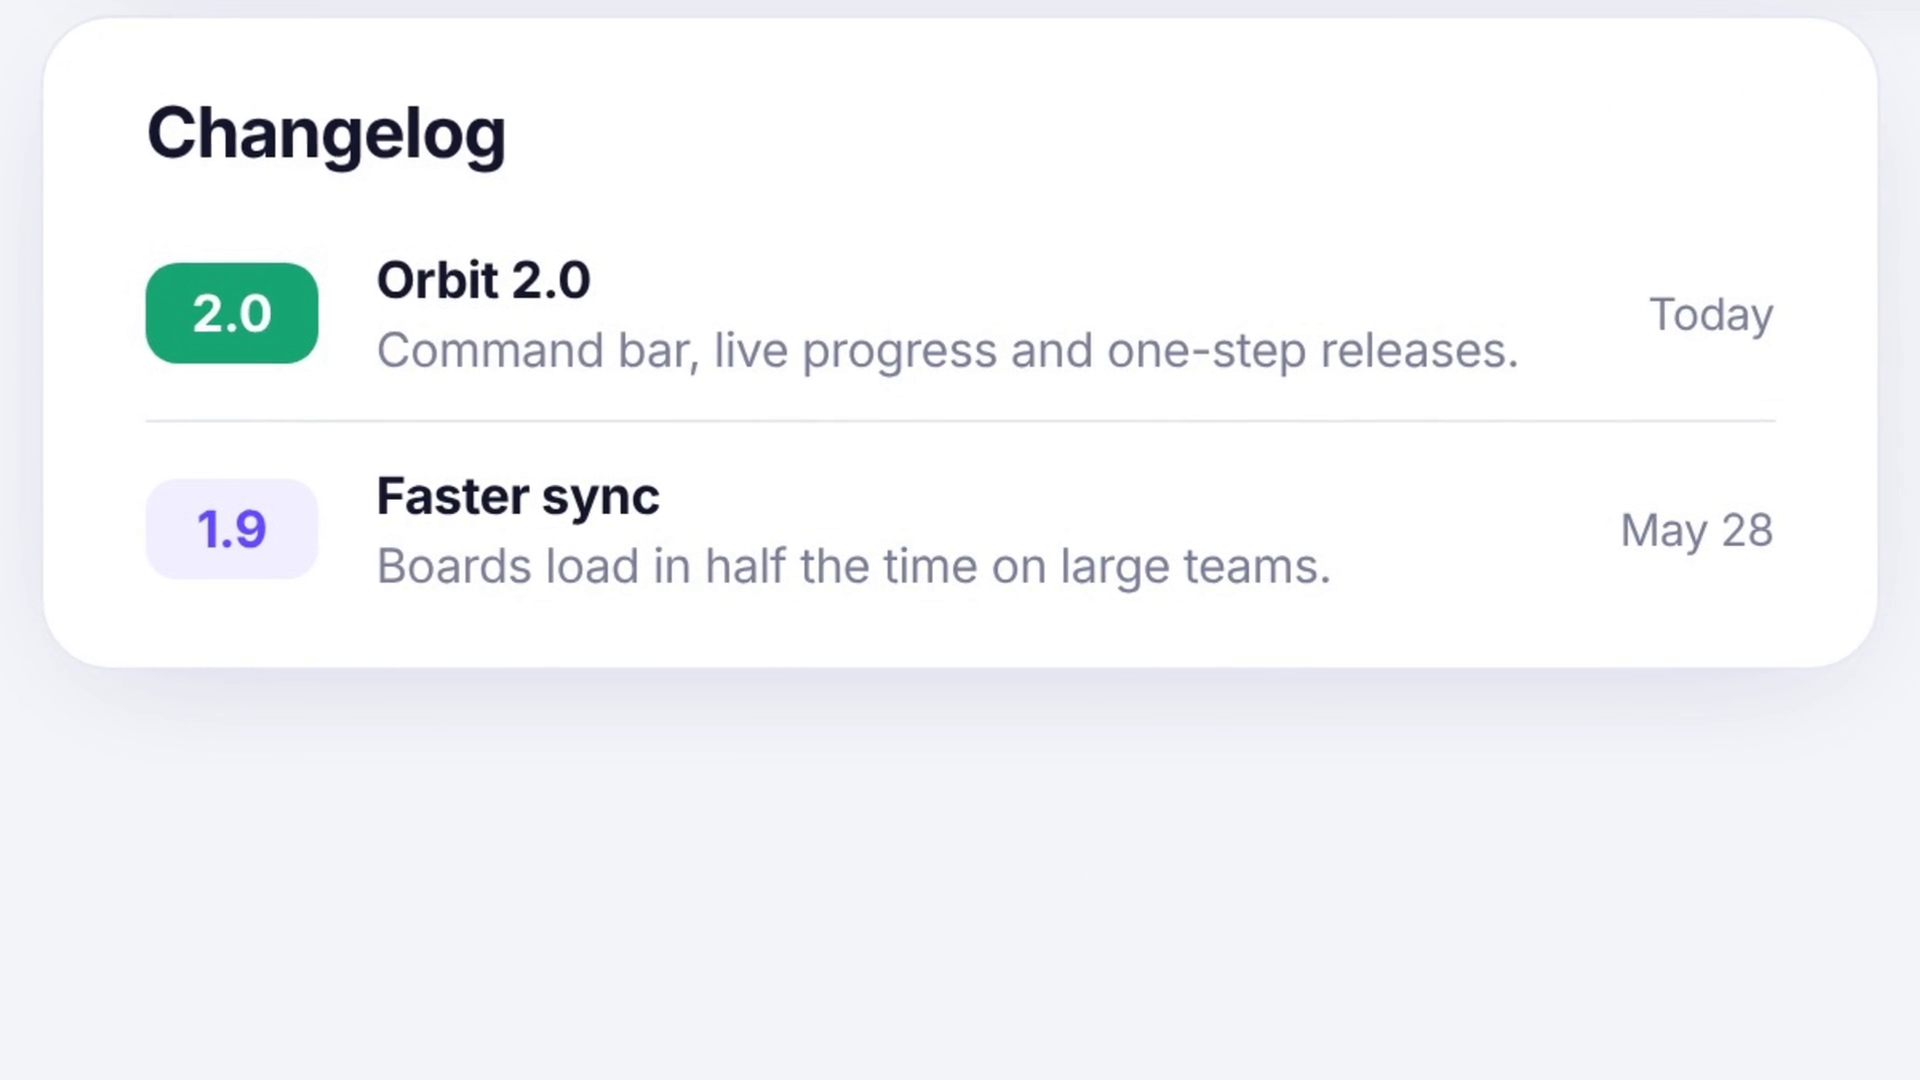 Changelog
2.0
Orbit 2.0
Command bar, live progress and one-step releases.
Today
1.9
Faster sync
Boards load in half the time on large teams.
May 28